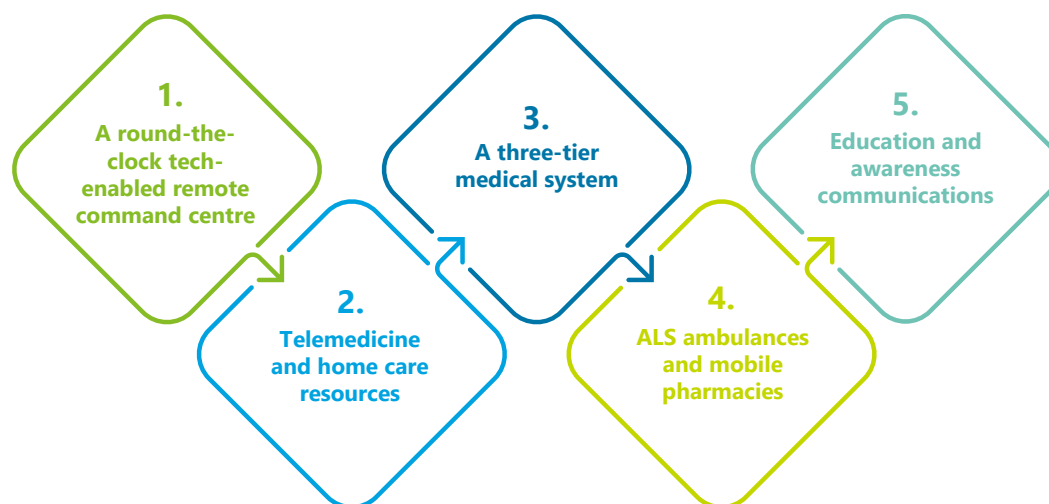 1.
A round-the-
clock tech-
enabled remote
command centre
2.
Telemedicine
and home care
resources
3.
A three-tier
medical system
4.
ALS ambulances
and mobile
pharmacies
5.
Education and
awareness
communications